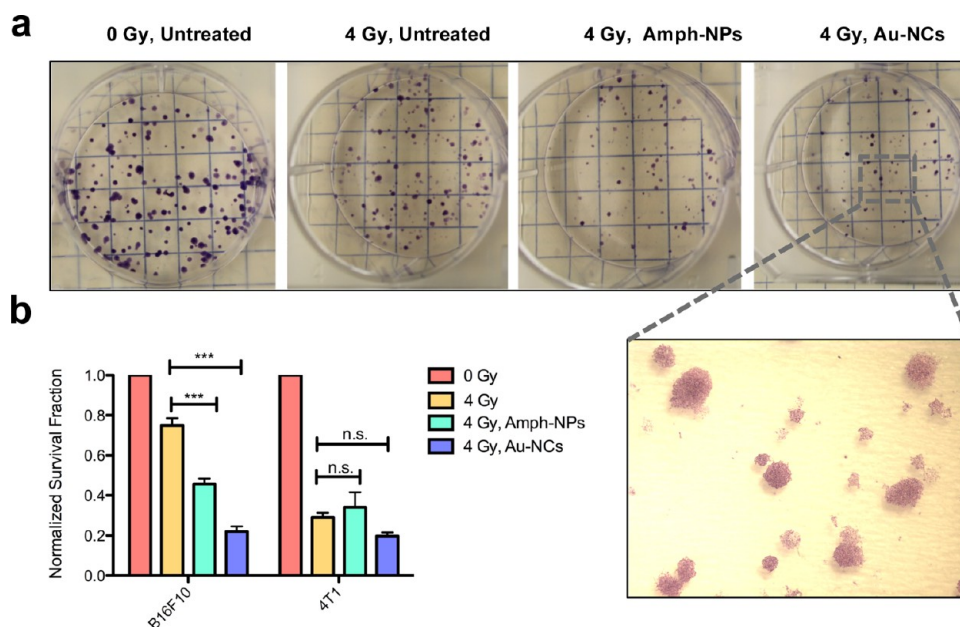 a
0 Gy, Untreated
4 Gy, Untreated
4 Gy, Amph-NPs
4 Gy, Au-NCs
b
Normalized Survival Fraction
1.0
0.8
0.6
0.4
0.2
0.0
***
***
n.s.
n.s.
B16F10
4T1
0 Gy
4 Gy
4 Gy, Amph-NPs
4 Gy, Au-NCs